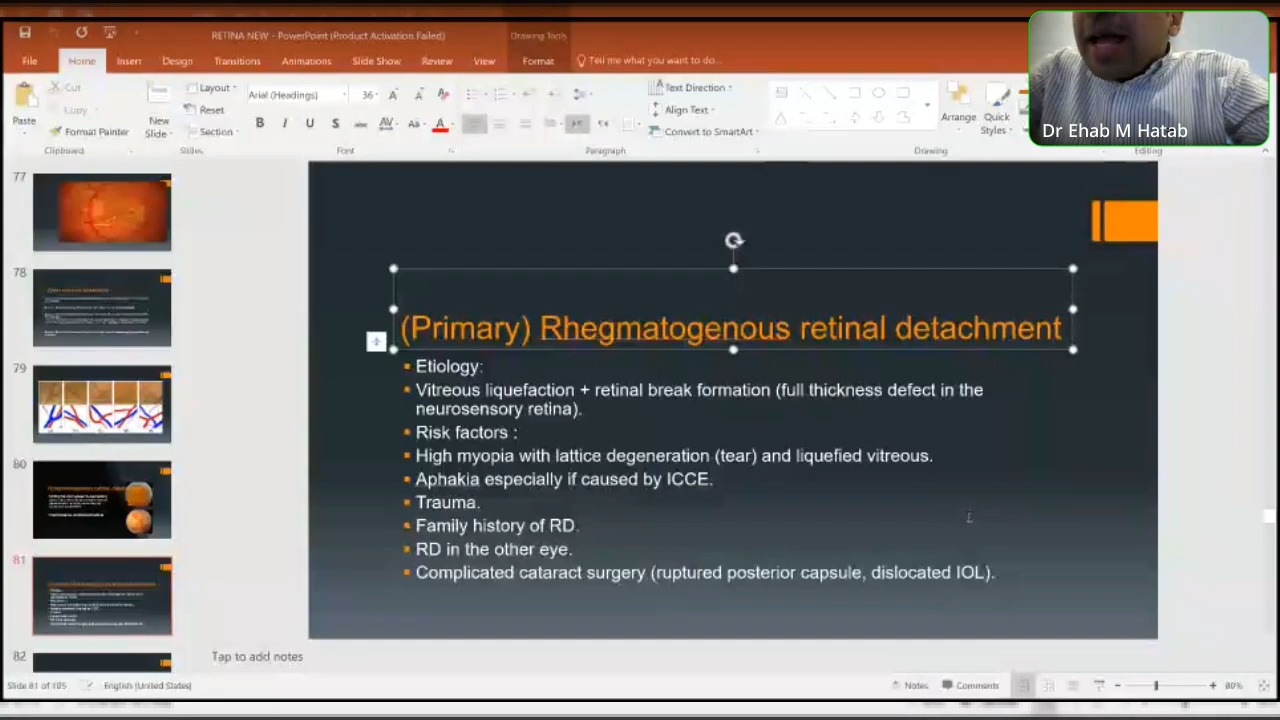 RETINA NEW - PowerPoint (Product Activation Failed)
Drawing Tools
File Home Insert Design Transitions Animations Slide Show Review View Format Tell me what you want to do...
Paste
Cut
Copy
Format Painter
Clipboard
New Slide
Layout
Reset
Section
Slides
Arial (Headings) 36
B I U S abc AV Aa A
Font
Text Direction
Align Text
Convert to SmartArt
Paragraph
Arrange
Quick Styles
Drawing
Editing
Dr Ehab M Hatab
77
78
79
80
81
82
(Primary) Rhegmatogenous retinal detachment
Etiology:
Vitreous liquefaction + retinal break formation (full thickness defect in the
neurosensory retina).
Risk factors :
High myopia with lattice degeneration (tear) and liquefied vitreous.
Aphakia especially if caused by ICCE.
Trauma.
Family history of RD.
RD in the other eye.
Complicated cataract surgery (ruptured posterior capsule, dislocated IOL).
Tap to add notes
Slide 81 of 105 English (United States) Notes Comments 80%